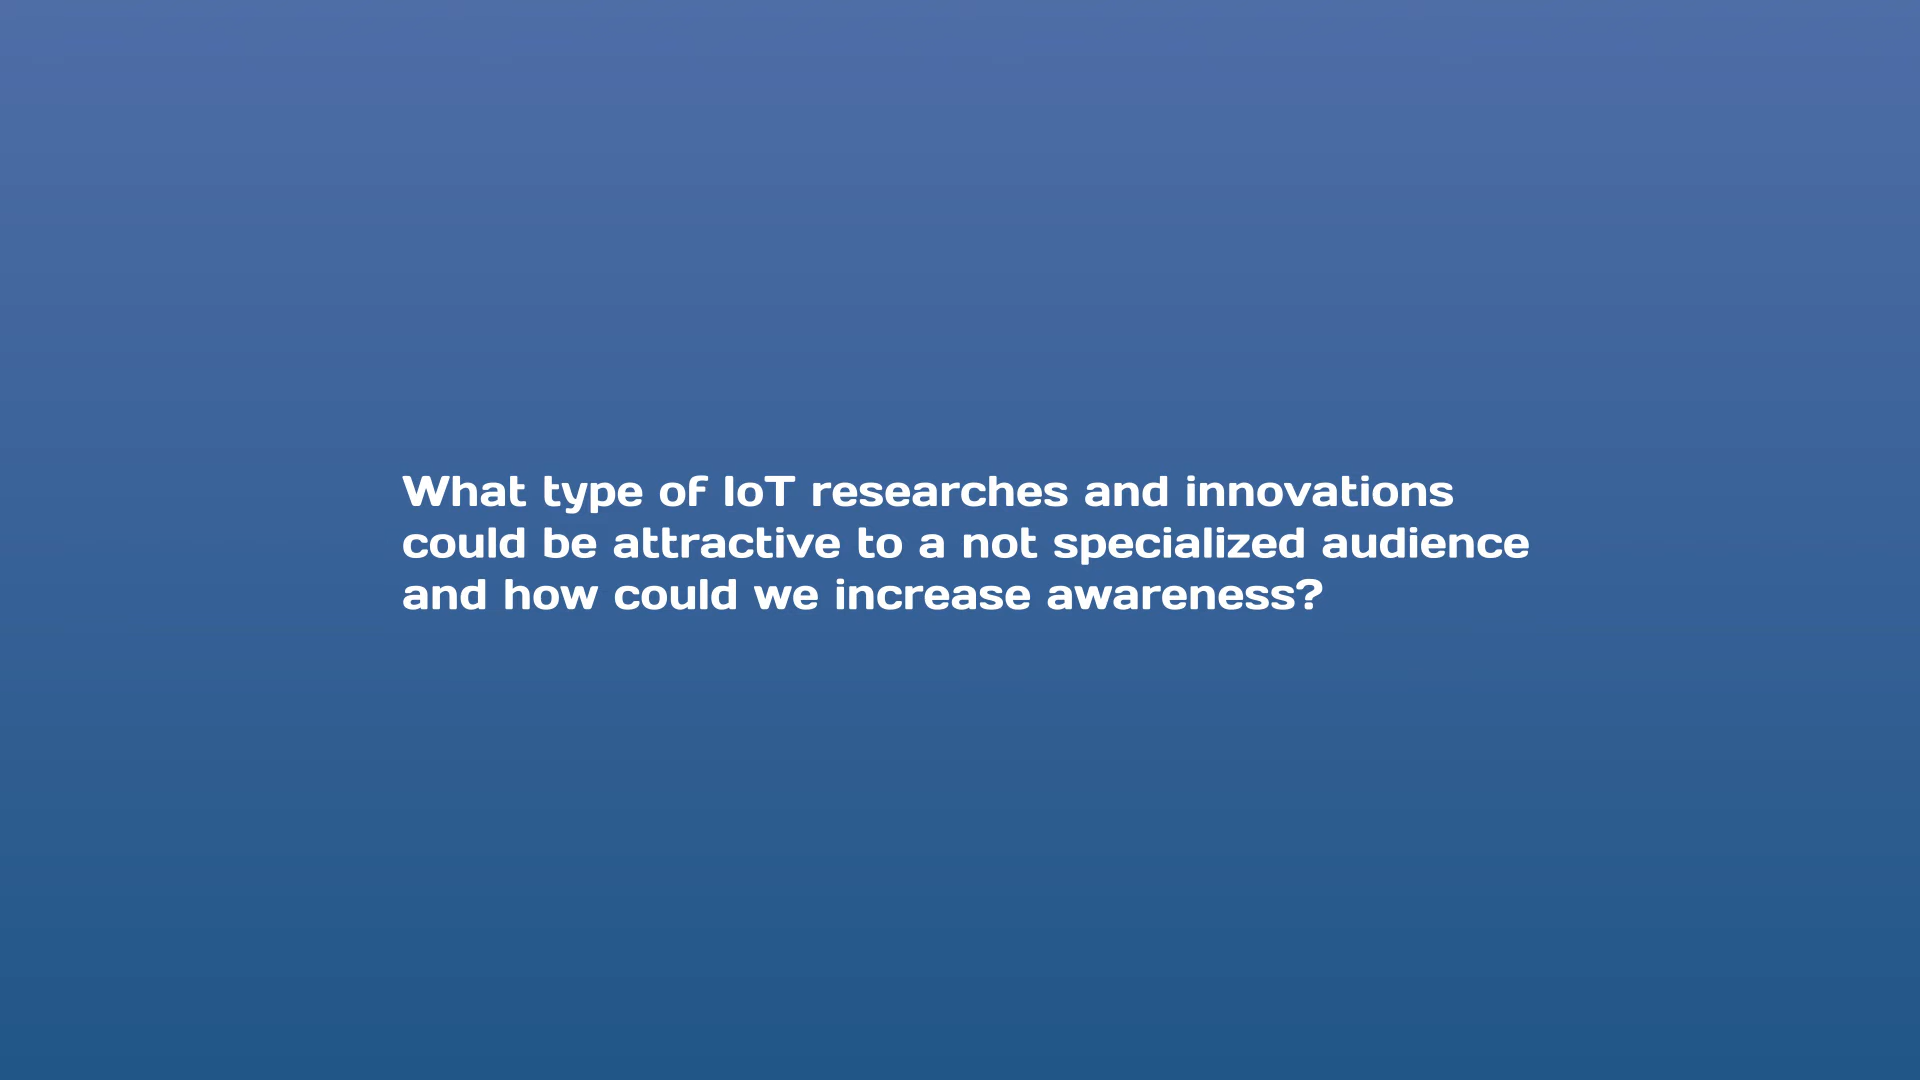 What type of IoT researches and innovations
could be attractive to a not specialized audience
and how could we increase awareness?